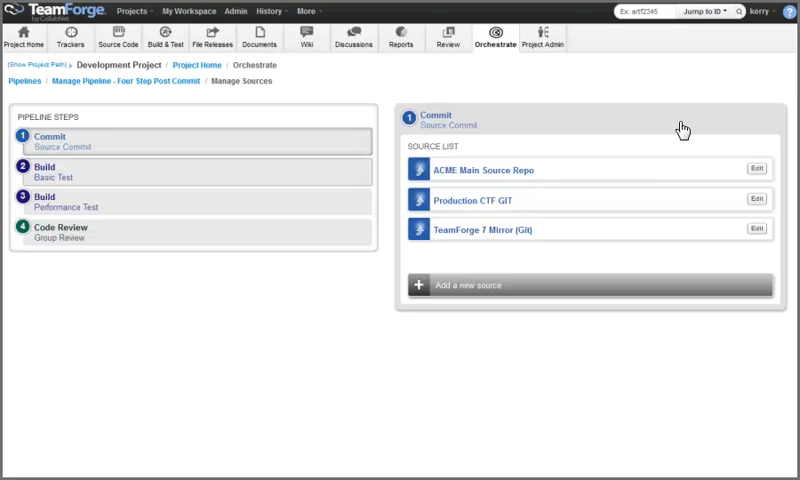 TeamForge
by CollabNet
Projects
My Workspace
Admin
History
More
Ex: artf2345
Jump to ID
kerry
?
Project Home
Trackers
Source Code
Build & Test
File Releases
Documents
Wiki
Discussions
Reports
Review
Orchestrate
Project Admin
[Show Project Path]
Development Project / Project Home / Orchestrate
Pipelines / Manage Pipeline - Four Step Post Commit / Manage Sources
PIPELINE STEPS
1 Commit
Source Commit
2 Build
Basic Test
3 Build
Performance Test
4 Code Review
Group Review
1 Commit
Source Commit
SOURCE LIST
ACME Main Source Repo Edit
Production CTF GIT Edit
TeamForge 7 Mirror (Git) Edit
+ Add a new source